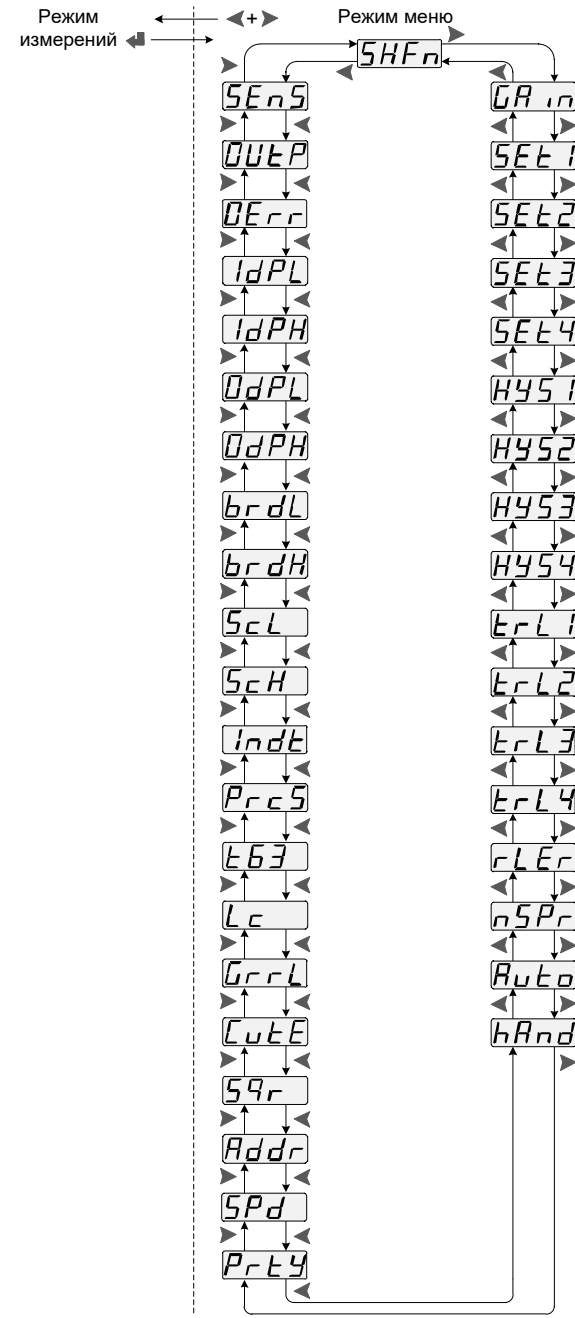 Режим измерений
+
Режим меню
SHFn
SEnS
OUtP
OErr
IdPL
IdPH
OdPL
OdPH
brdL
brdH
ScL
ScH
Indt
PrcS
t63
Lc
GrrL
CutE
S9r
Addr
SPd
PrtY
GAin
SEt1
SEt2
SEt3
SEt4
HYS1
HYS2
HYS3
HYS4
trL1
trL2
trL3
trL4
rLEr
nSPr
Auto
hAnd